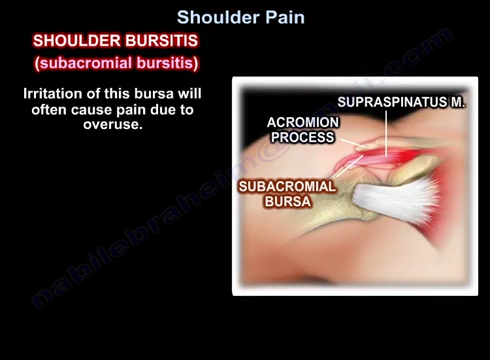 Shoulder Pain
SHOULDER BURSITIS
(subacromial bursitis)
Irritation of this bursa will
often cause pain due to
overuse.
SUPRASPINATUS M.
ACROMION
PROCESS
SUBACROMIAL
BURSA